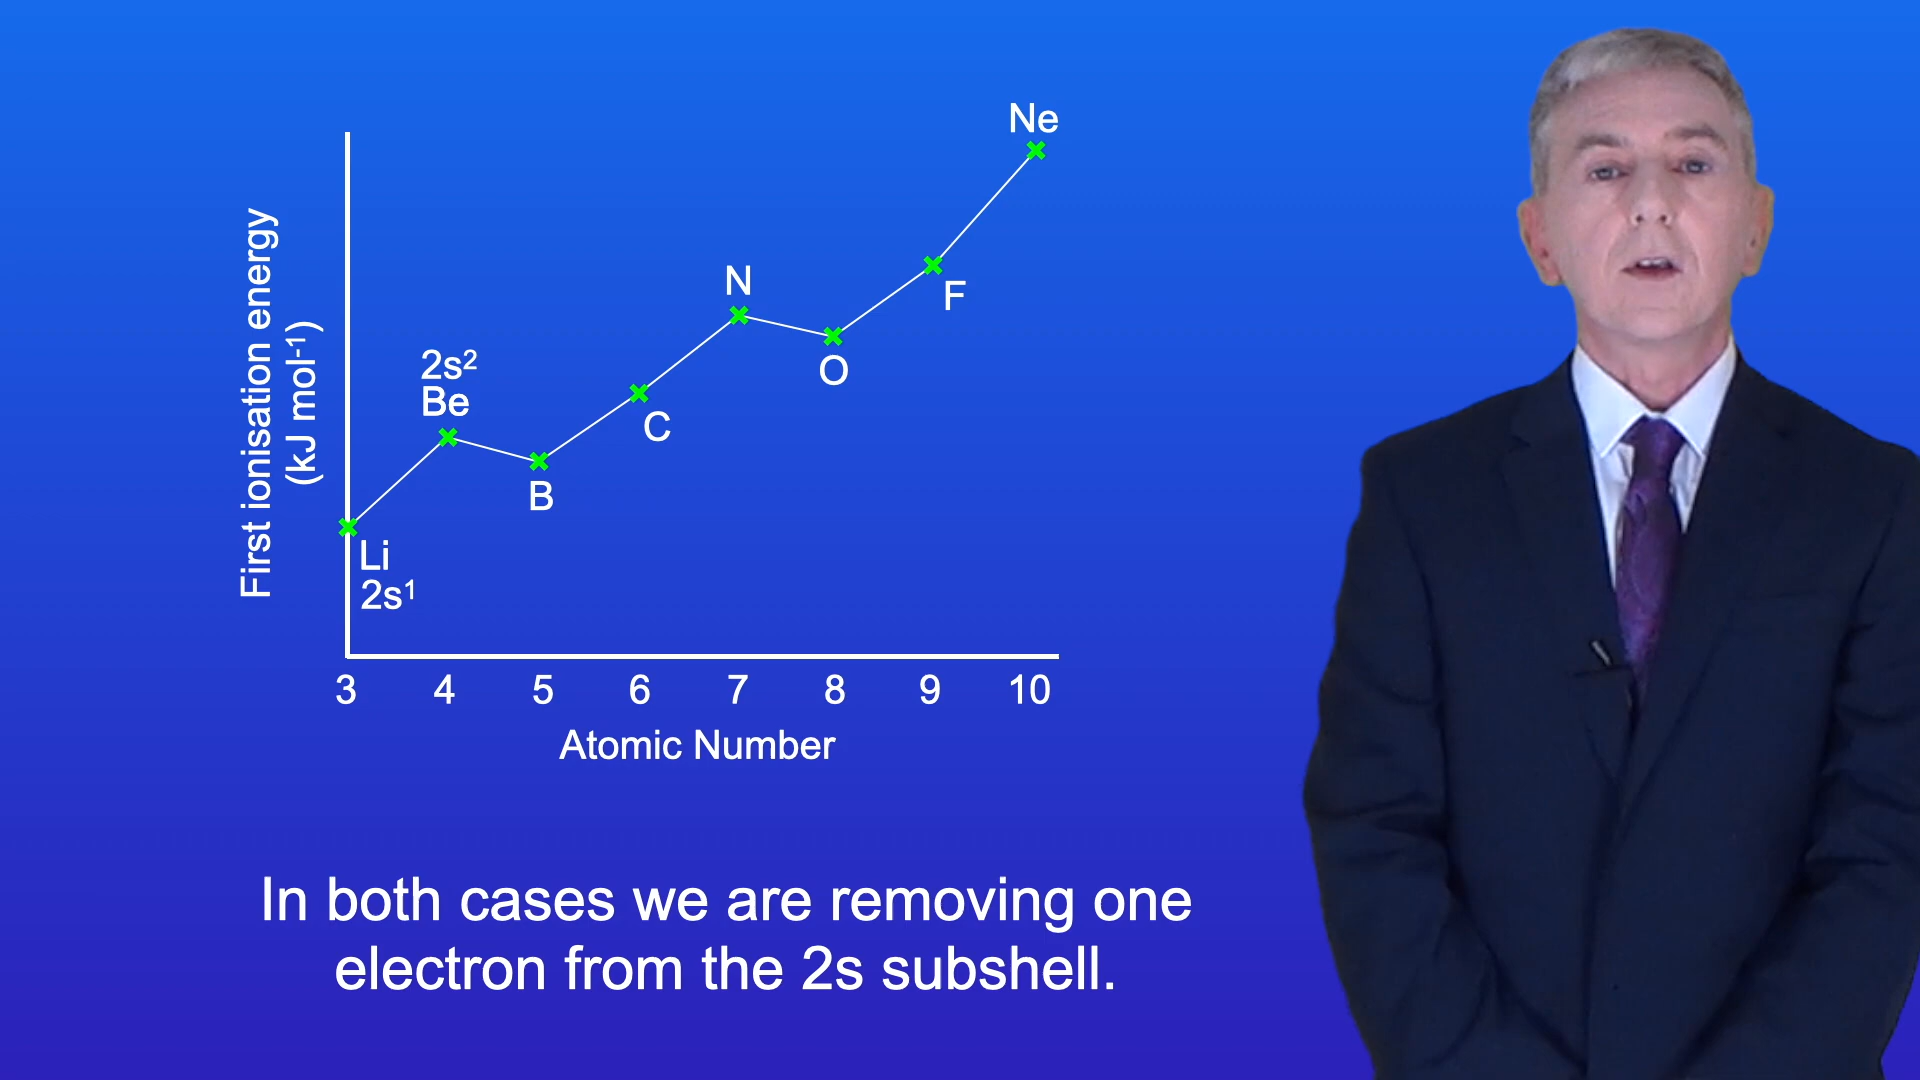 Ne
N
F
O
2s²
Be
C
B
Li
2s¹
First ionisation energy
(kJ mol⁻¹)
3 4 5 6 7 8 9 10
Atomic Number
In both cases we are removing one
electron from the 2s subshell.